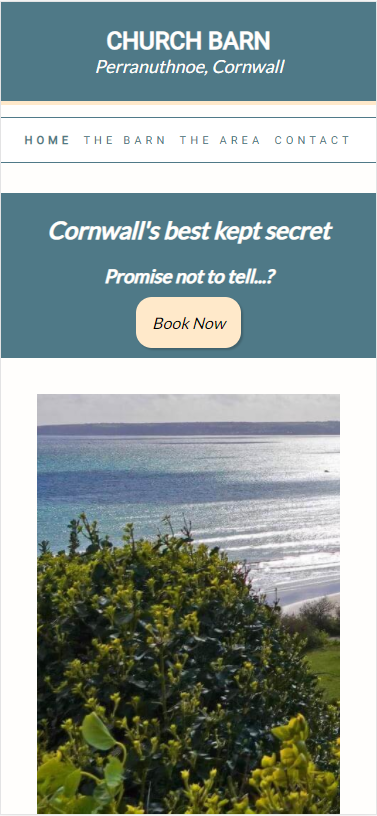 CHURCH BARN
Perranuthnoe, Cornwall
HOME THE BARN THE AREA CONTACT
Cornwall's best kept secret
Promise not to tell...?
Book Now